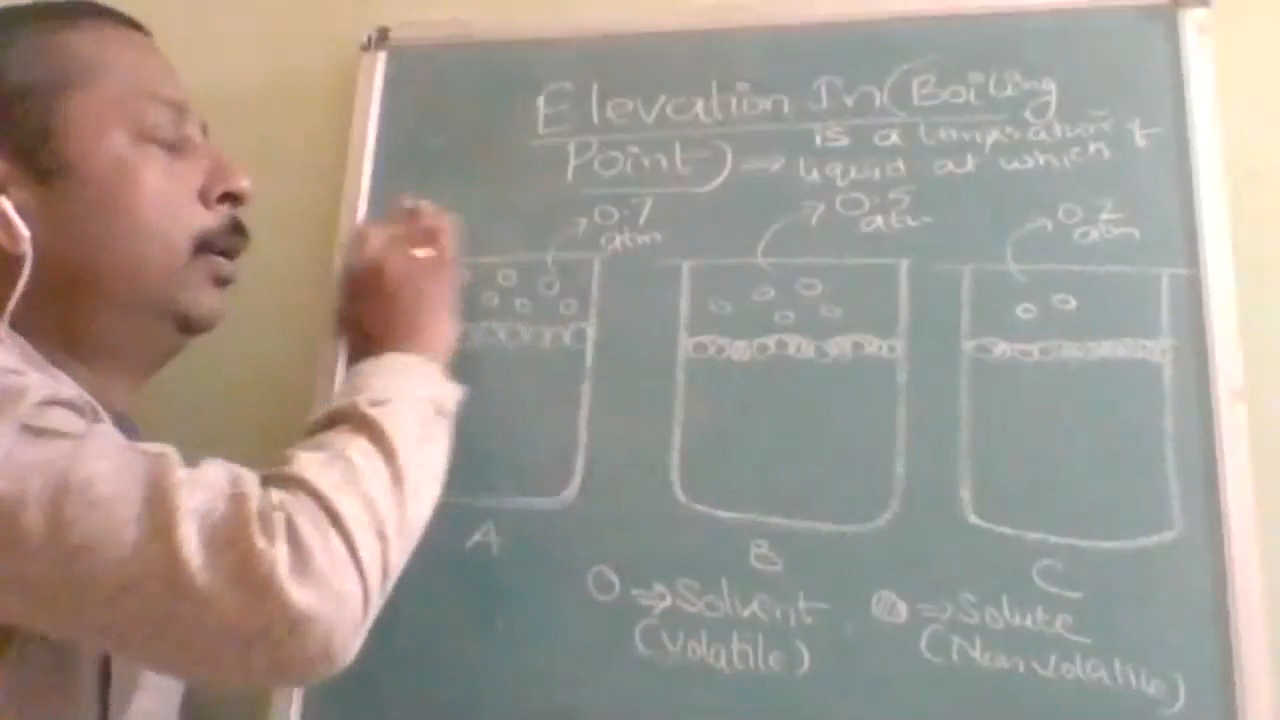 Elevation In (Boiling
Point) ⇒ is a temperature of
liquid at which
0.7
atm
0.5
atm
0.2
atm
A
B
C
O ⇒ Solvent
(Volatile)
⇒ Solute
(Non volatile)